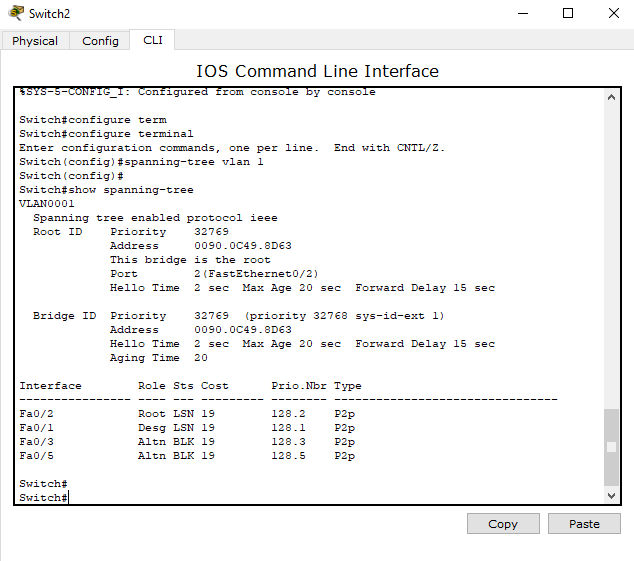 Switch2
Physical Config CLI
IOS Command Line Interface
%SYS-5-CONFIG_I: Configured from console by console
Switch#configure term
Switch#configure terminal
Enter configuration commands, one per line.  End with CNTL/Z.
Switch(config)#spanning-tree vlan 1
Switch(config)#
Switch#show spanning-tree
VLAN0001
  Spanning tree enabled protocol ieee
  Root ID    Priority    32769
             Address     0090.0C49.8D63
             This bridge is the root
             Port        2(FastEthernet0/2)
             Hello Time  2 sec  Max Age 20 sec  Forward Delay 15 sec
  Bridge ID  Priority    32769  (priority 32768 sys-id-ext 1)
             Address     0090.0C49.8D63
             Hello Time  2 sec  Max Age 20 sec  Forward Delay 15 sec
             Aging Time  20
Interface        Role Sts Cost      Prio.Nbr Type
---------------- ---- --- --------- -------- --------------------------------
Fa0/2            Root LSN 19        128.2    P2p
Fa0/1            Desg LSN 19        128.1    P2p
Fa0/3            Altn BLK 19        128.3    P2p
Fa0/5            Altn BLK 19        128.5    P2p
Switch#
Switch#
Copy Paste